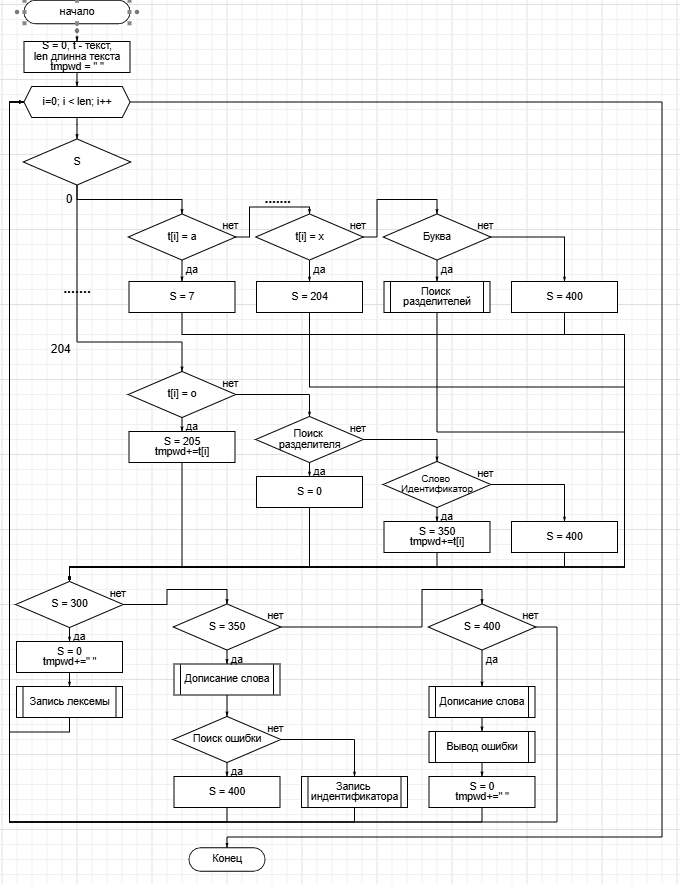 начало
S = 0, t - текст,
len длинна текста
tmpwd = " "
i=0; i < len; i++
S
0
.......
t[i] = а
нет
t[i] = х
нет
Буква
нет
да
да
да
S = 7
S = 204
Поиск
разделителей
S = 400
.......
204
t[i] = о
нет
да
S = 205
tmpwd+=t[i]
Поиск
разделителя
нет
да
S = 0
Слово
Идентификатор
нет
да
S = 350
tmpwd+=t[i]
S = 400
S = 300
нет
да
S = 0
tmpwd+=" "
Запись лексемы
S = 350
нет
да
Дописание слова
Поиск ошибки
нет
да
S = 400
Запись
индентификатора
S = 400
нет
да
Дописание слова
Вывод ошибки
S = 0
tmpwd+=" "
Конец